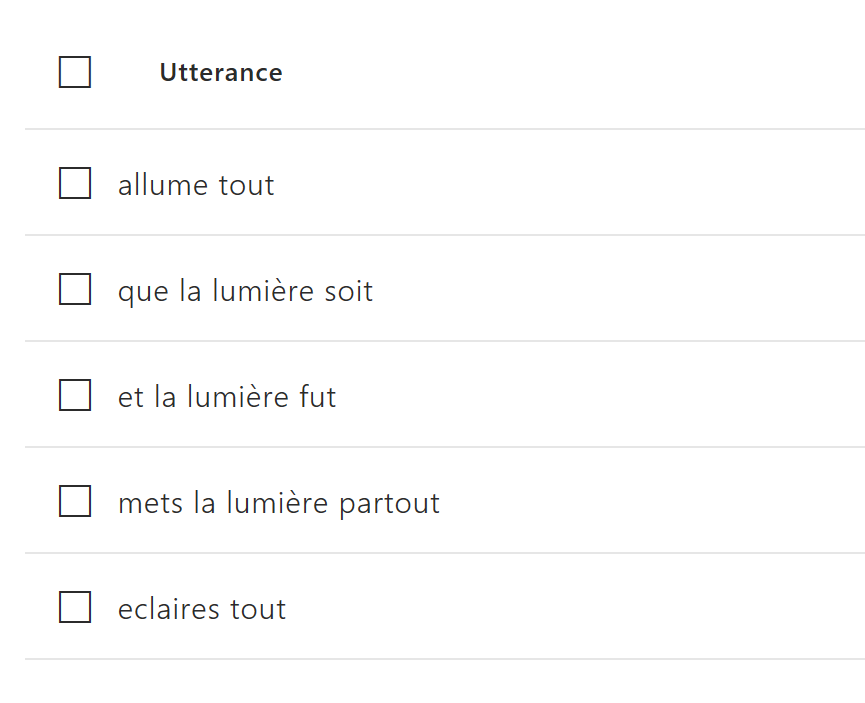 Utterance
allume tout
que la lumière soit
et la lumière fut
mets la lumière partout
eclaires tout